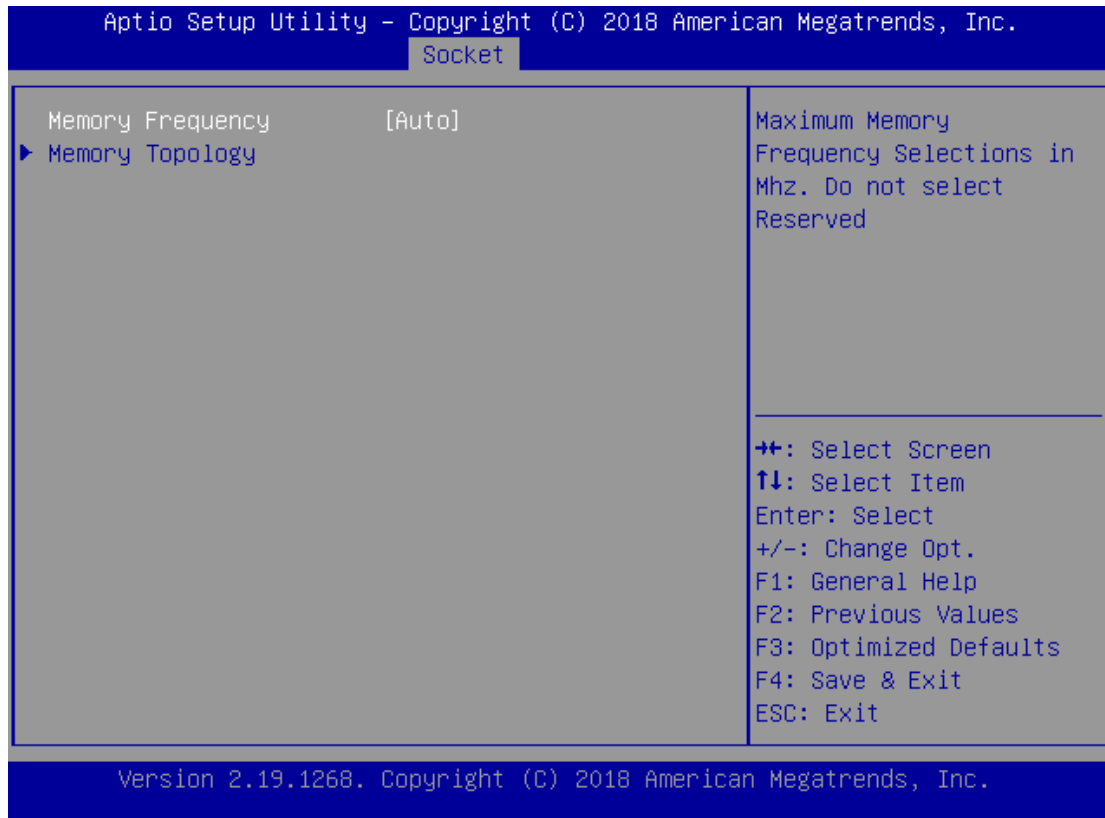 Aptio Setup Utility – Copyright (C) 2018 American Megatrends, Inc.
Socket
Memory Frequency [Auto]
Memory Topology
Maximum Memory
Frequency Selections in
Mhz. Do not select
Reserved
→←: Select Screen
↑↓: Select Item
Enter: Select
+/-: Change Opt.
F1: General Help
F2: Previous Values
F3: Optimized Defaults
F4: Save & Exit
ESC: Exit
Version 2.19.1268. Copyright (C) 2018 American Megatrends, Inc.